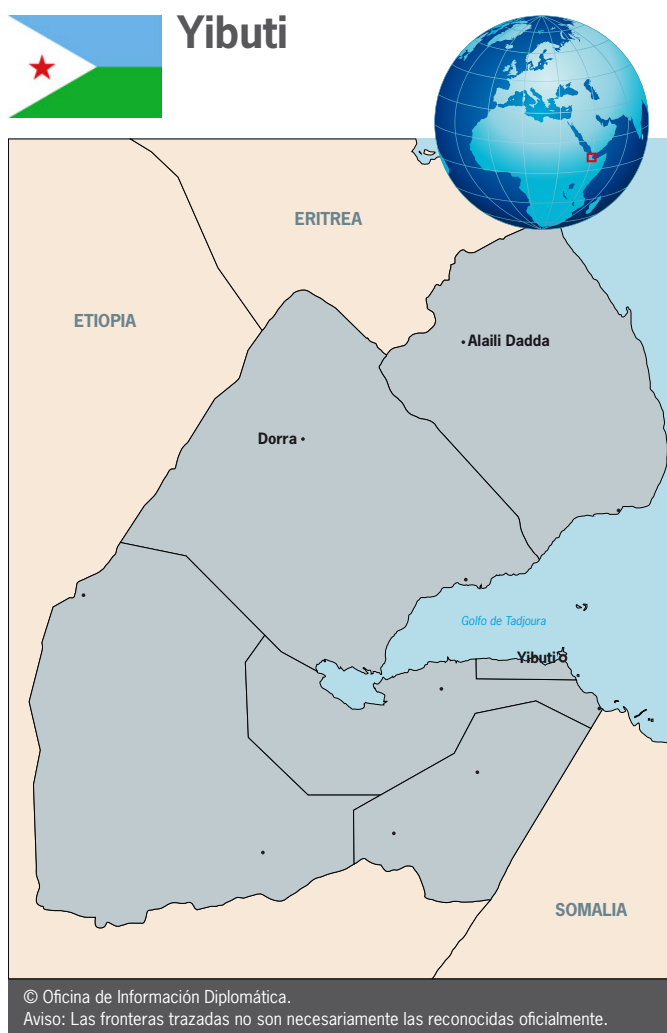 Yibuti
ERITREA
ETIOPIA
Alaili Dadda
Dorra
Golfo de Tadjoura
Yibuti
SOMALIA
© Oficina de Información Diplomática.
Aviso: Las fronteras trazadas no son necesariamente las reconocidas oficialmente.